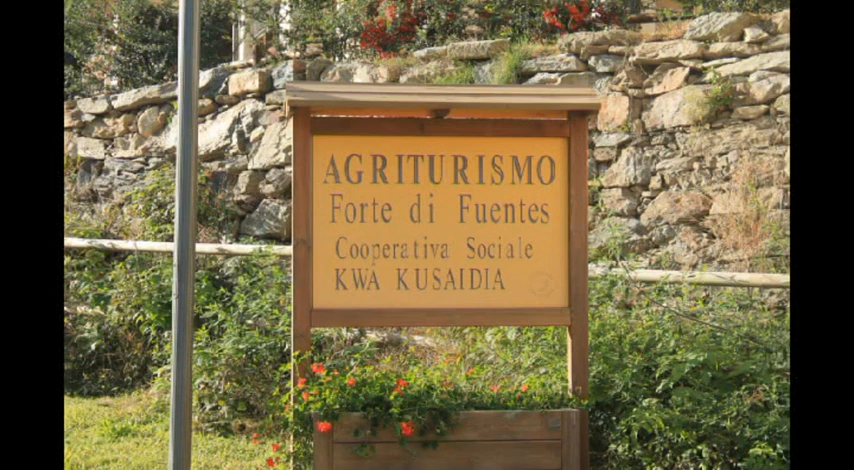 AGRITURISMO
Forte di Fuentes
Cooperativa Sociale
KWA KUSAIDIA